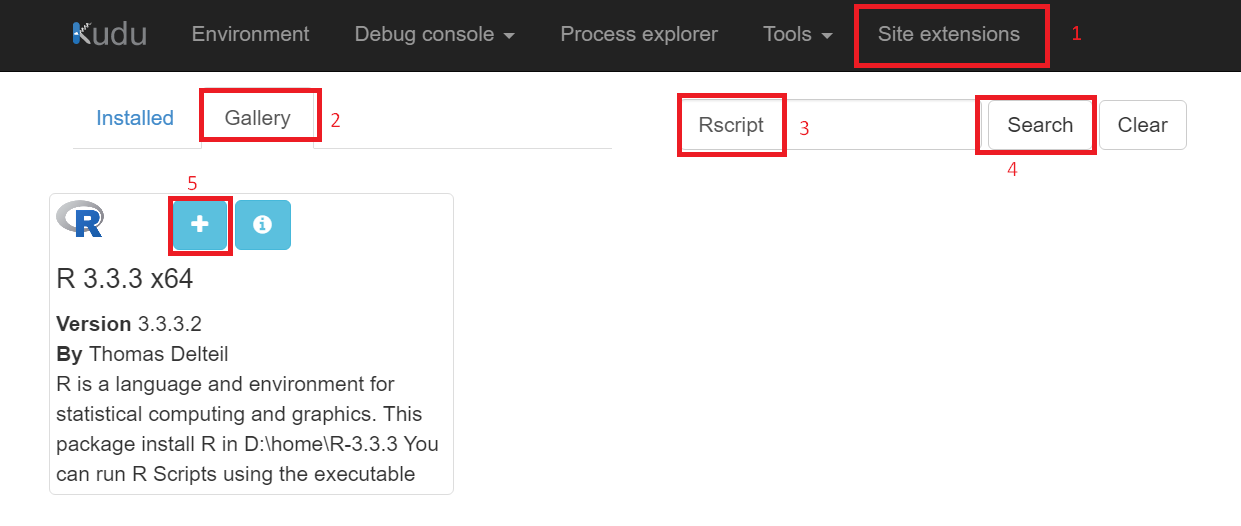 Kudu Environment Debug console Process explorer Tools Site extensions 1
Installed Gallery 2 Rscript 3 Search Clear
4
5
R
R 3.3.3 x64
Version 3.3.3.2
By Thomas Delteil
R is a language and environment for
statistical computing and graphics. This
package install R in D:\home\R-3.3.3 You
can run R Scripts using the executable